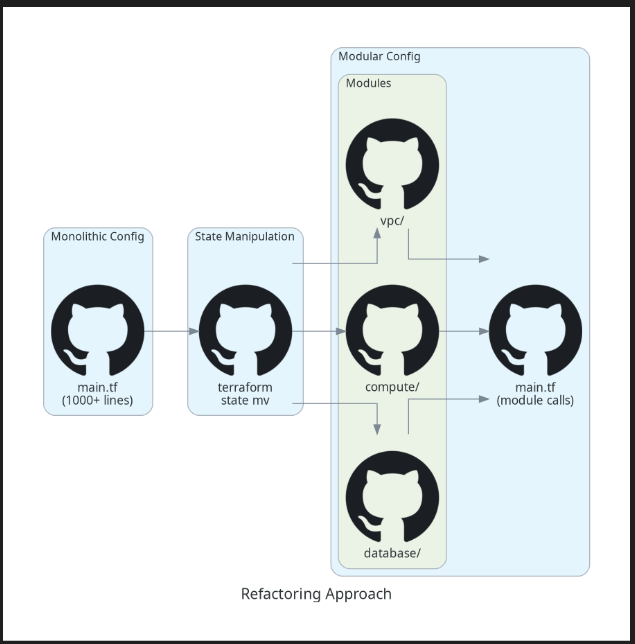 Modular Config
Modules
vpc/
Monolithic Config
State Manipulation
main.tf
(1000+ lines)
terraform
state mv
compute/
main.tf
(module calls)
database/
Refactoring Approach